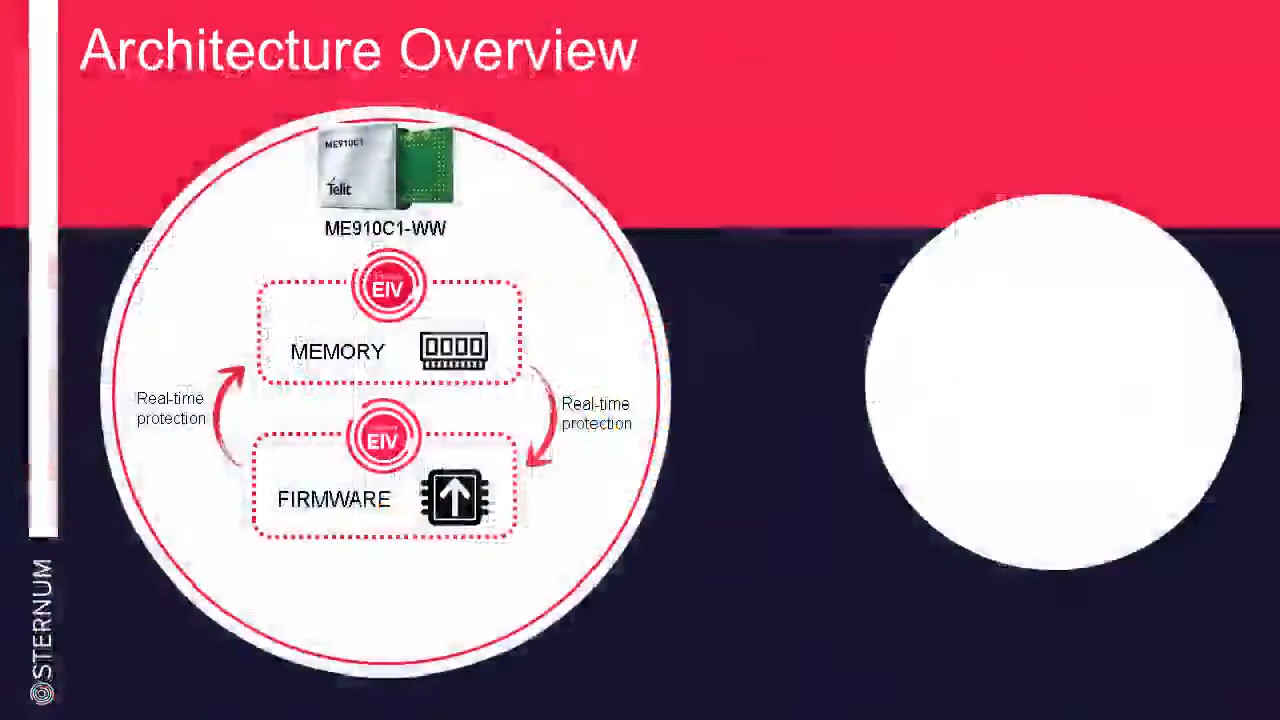 Architecture Overview
ME910C1
Telit
ME910C1-WW
EIV
MEMORY
Real-time
protection
Real-time
protection
EIV
FIRMWARE
STERNUM